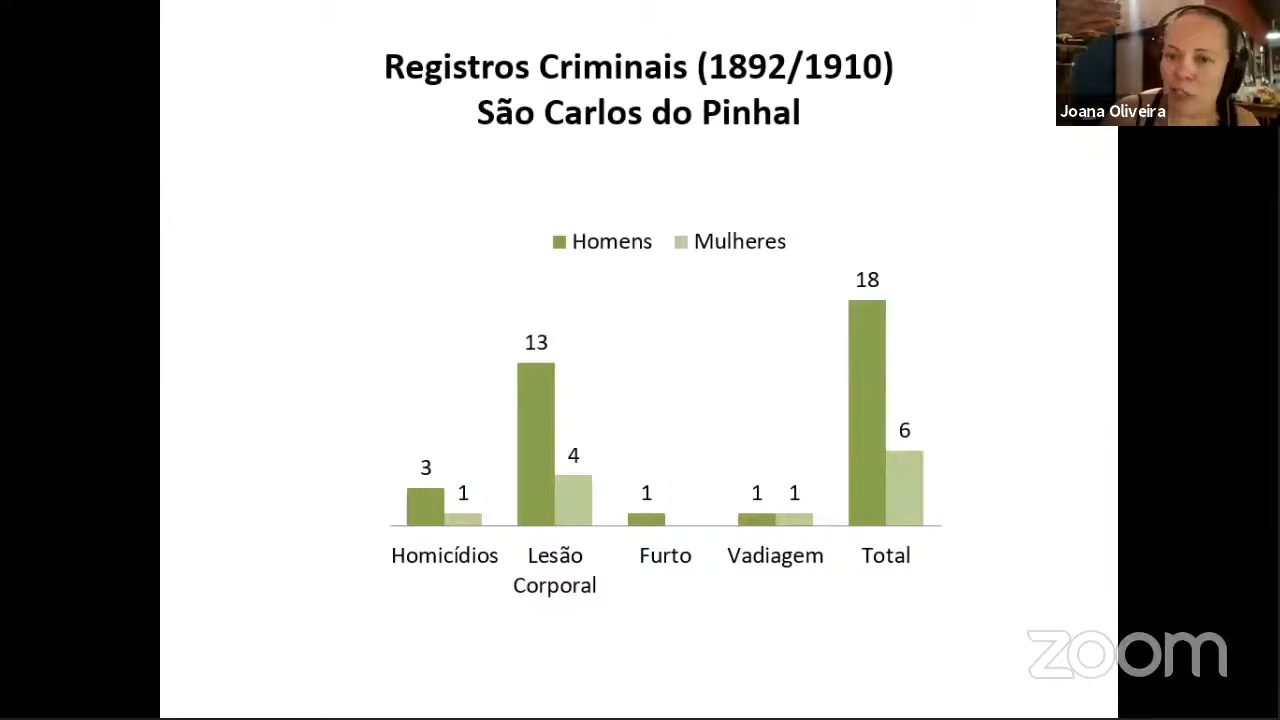 Registros Criminais (1892/1910)
São Carlos do Pinhal
Joana Oliveira
Homens Mulheres
18
13
6
4
3
1
1
1 1
Homicídios Lesão Corporal Furto Vadiagem Total
zoom